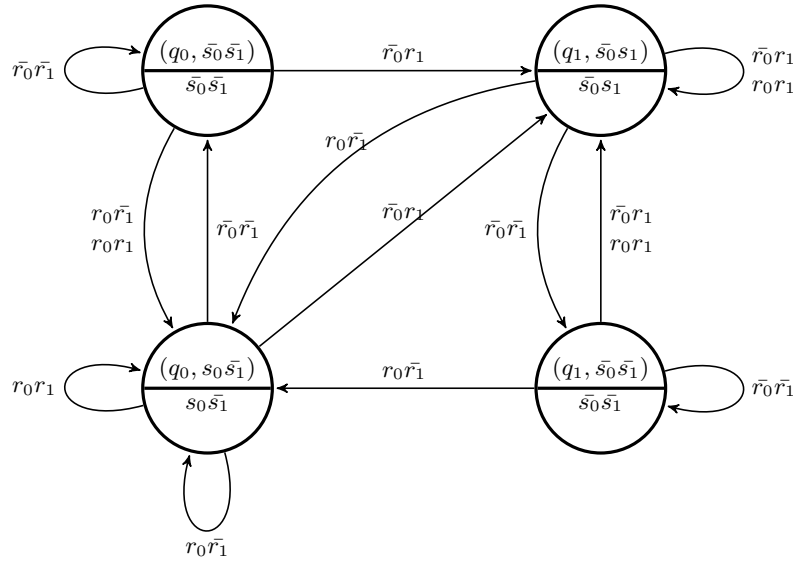 (q₀, s̄₀s̄₁)
s̄₀s̄₁
r̄₀r̄₁
r̄₀r₁
(q₁, s̄₀s₁)
s̄₀s₁
r̄₀r₁
r₀r₁
r₀r̄₁
r₀r̄₁
r₀r₁
r̄₀r̄₁
r̄₀r₁
r̄₀r̄₁
r̄₀r₁
r₀r₁
(q₀, s₀s̄₁)
s₀s̄₁
r₀r₁
r₀r̄₁
r₀r̄₁
(q₁, s̄₀s̄₁)
s̄₀s̄₁
r̄₀r̄₁